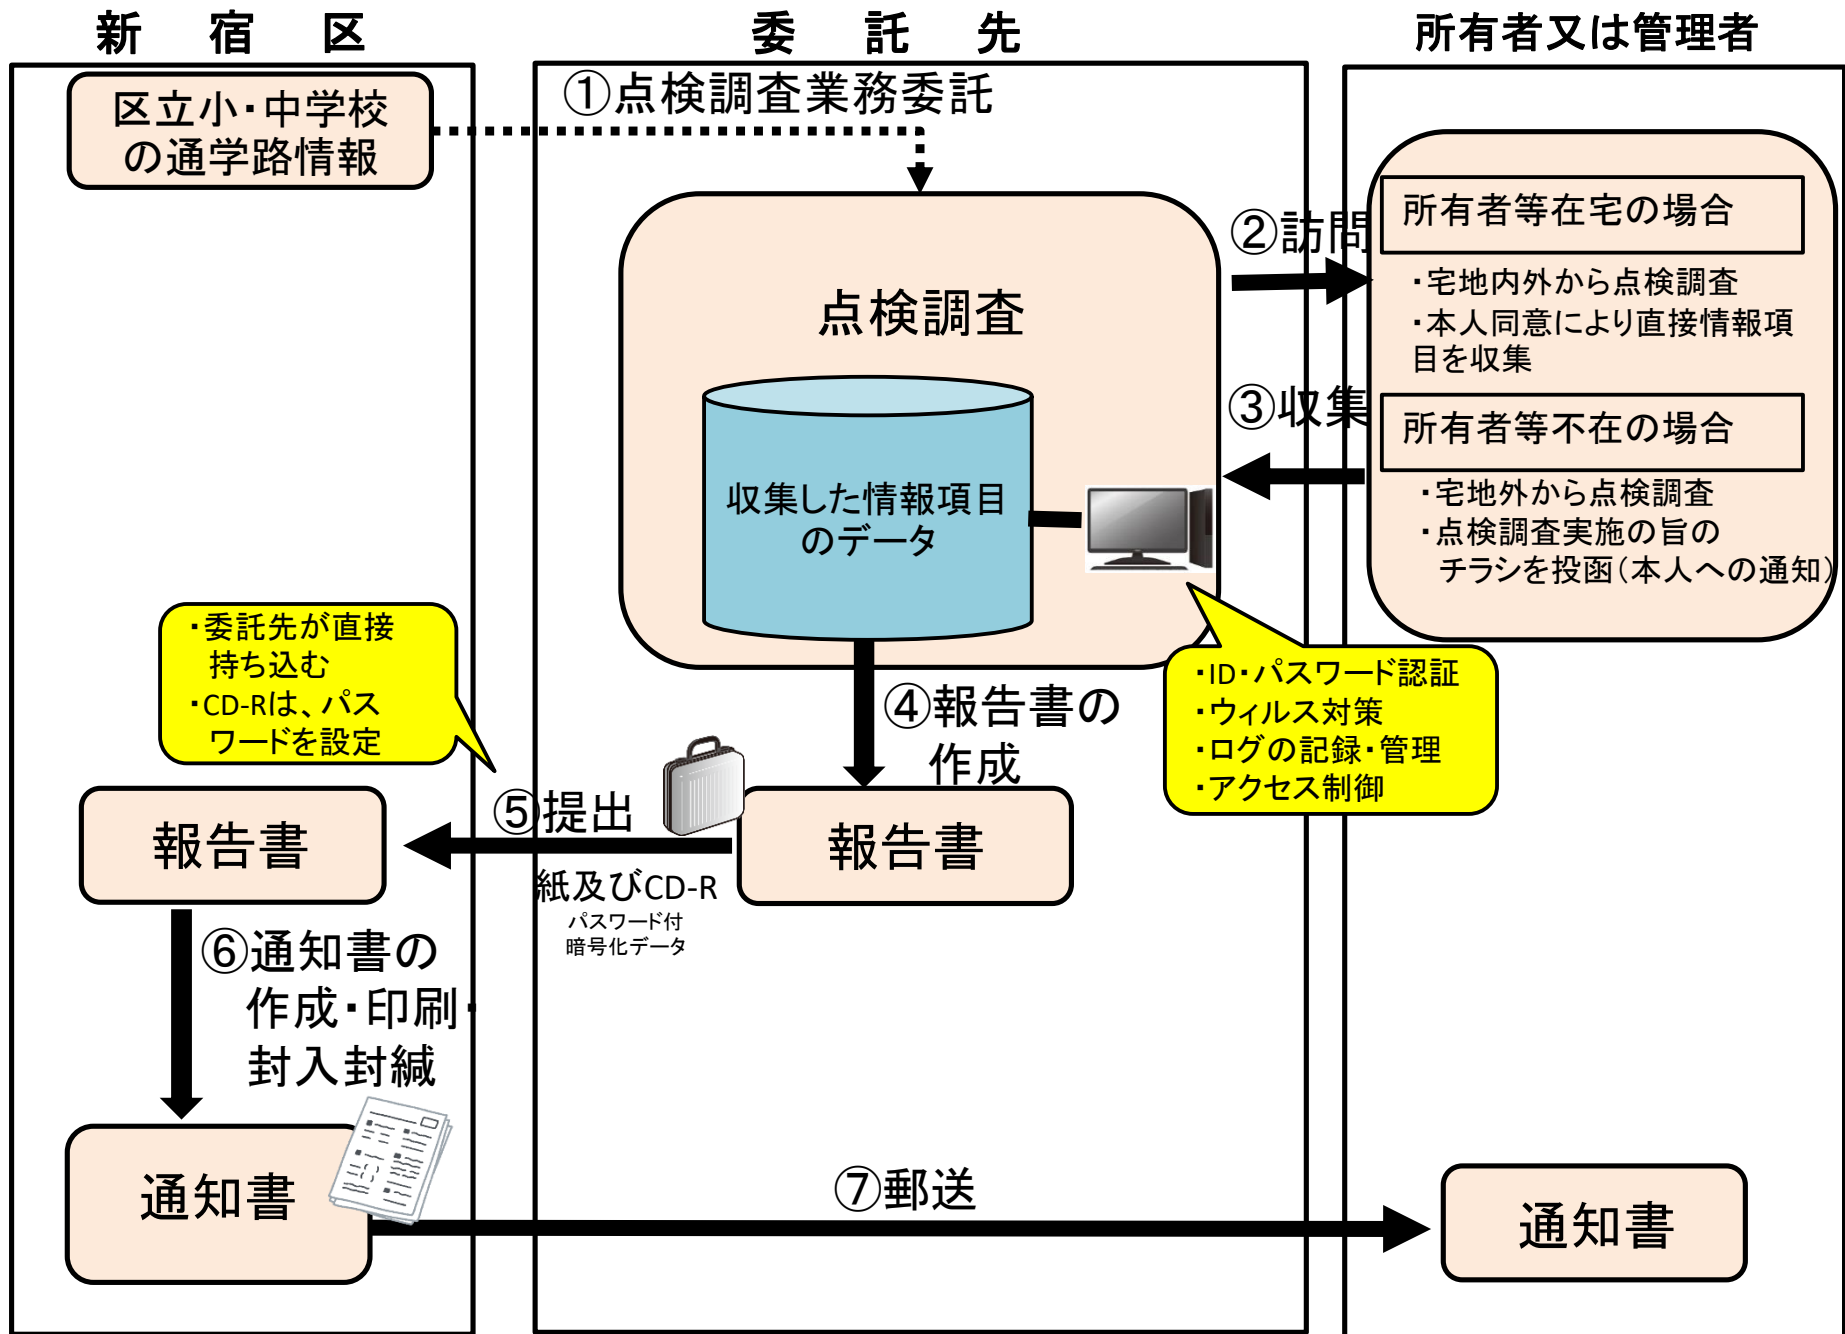 新宿区
委託先
所有者又は管理者
区立小・中学校
の通学路情報
①点検調査業務委託
点検調査
収集した情報項目
のデータ
②訪問
③収集
所有者等在宅の場合
・宅地内外から点検調査
・本人同意により直接情報項
目を収集
所有者等不在の場合
・宅地外から点検調査
・点検調査実施の旨の
チラシを投函(本人への通知)
・ID・パスワード認証
・ウィルス対策
・ログの記録・管理
・アクセス制御
④報告書の
作成
報告書
・委託先が直接
持ち込む
・CD-Rは、パス
ワードを設定
⑤提出
紙及びCD-R
パスワード付
暗号化データ
報告書
⑥通知書の
作成・印刷・
封入封緘
通知書
⑦郵送
通知書